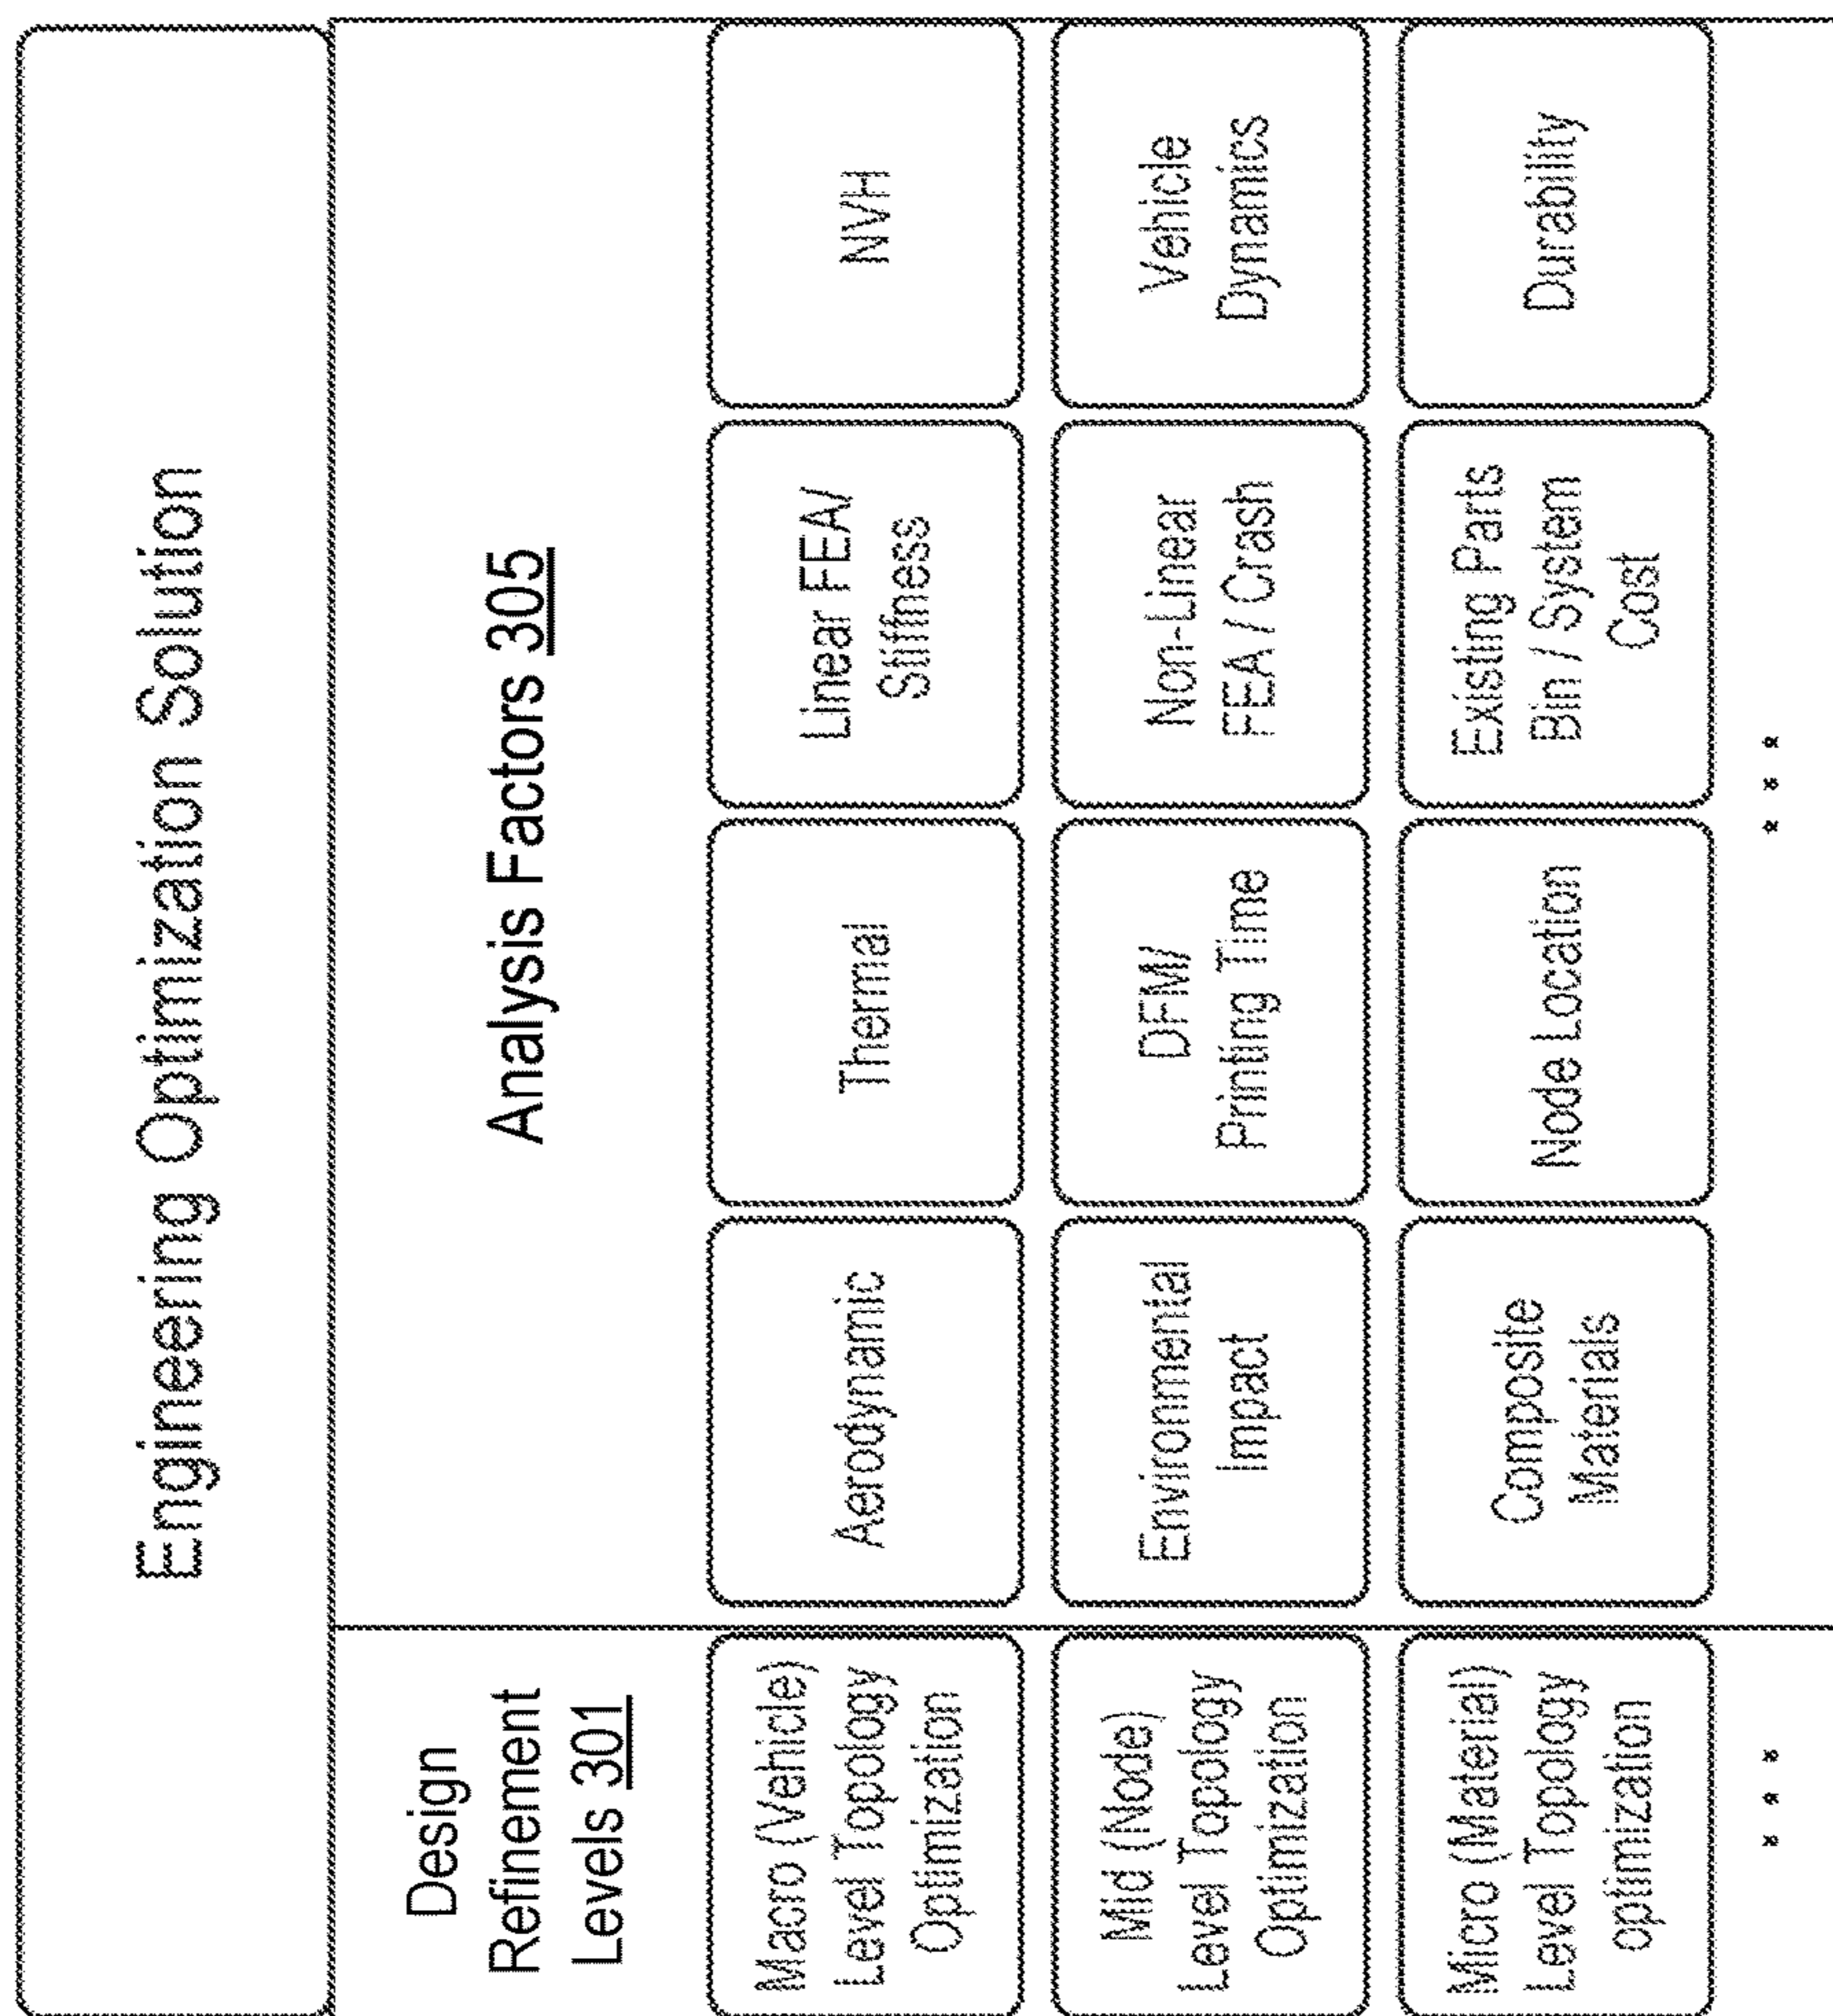 Engineering Optimization Solution
Design
Refinement
Levels 301
Analysis Factors 305
Macro (Vehicle)
Level Topology
Optimization
Aerodynamic
Thermal
Linear FEA/
Stiffness
NVH
Mid (Node)
Level Topology
Optimization
Environmental
Impact
DFM/
Printing Time
Non-Linear
FEA / Crash
Vehicle
Dynamics
Micro (Material)
Level Topology
optimization
Composite
Materials
Node Location
Existing Parts
Bin / System
Cost
Durability